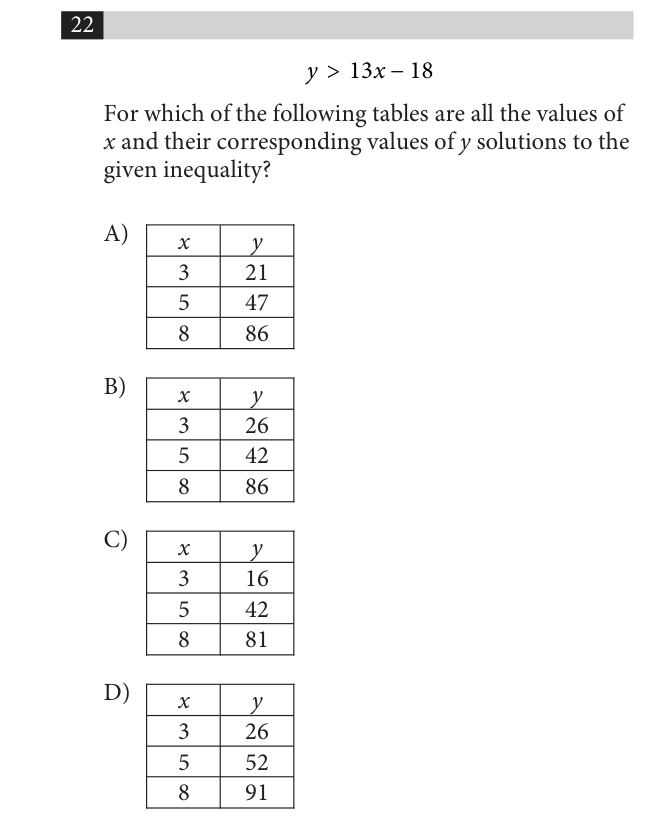 22
y > 13x – 18
For which of the following tables are all the values of
x and their corresponding values of y solutions to the
given inequality?
A)
x y
3 21
5 47
8 86
B)
x y
3 26
5 42
8 86
C)
x y
3 16
5 42
8 81
D)
x y
3 26
5 52
8 91